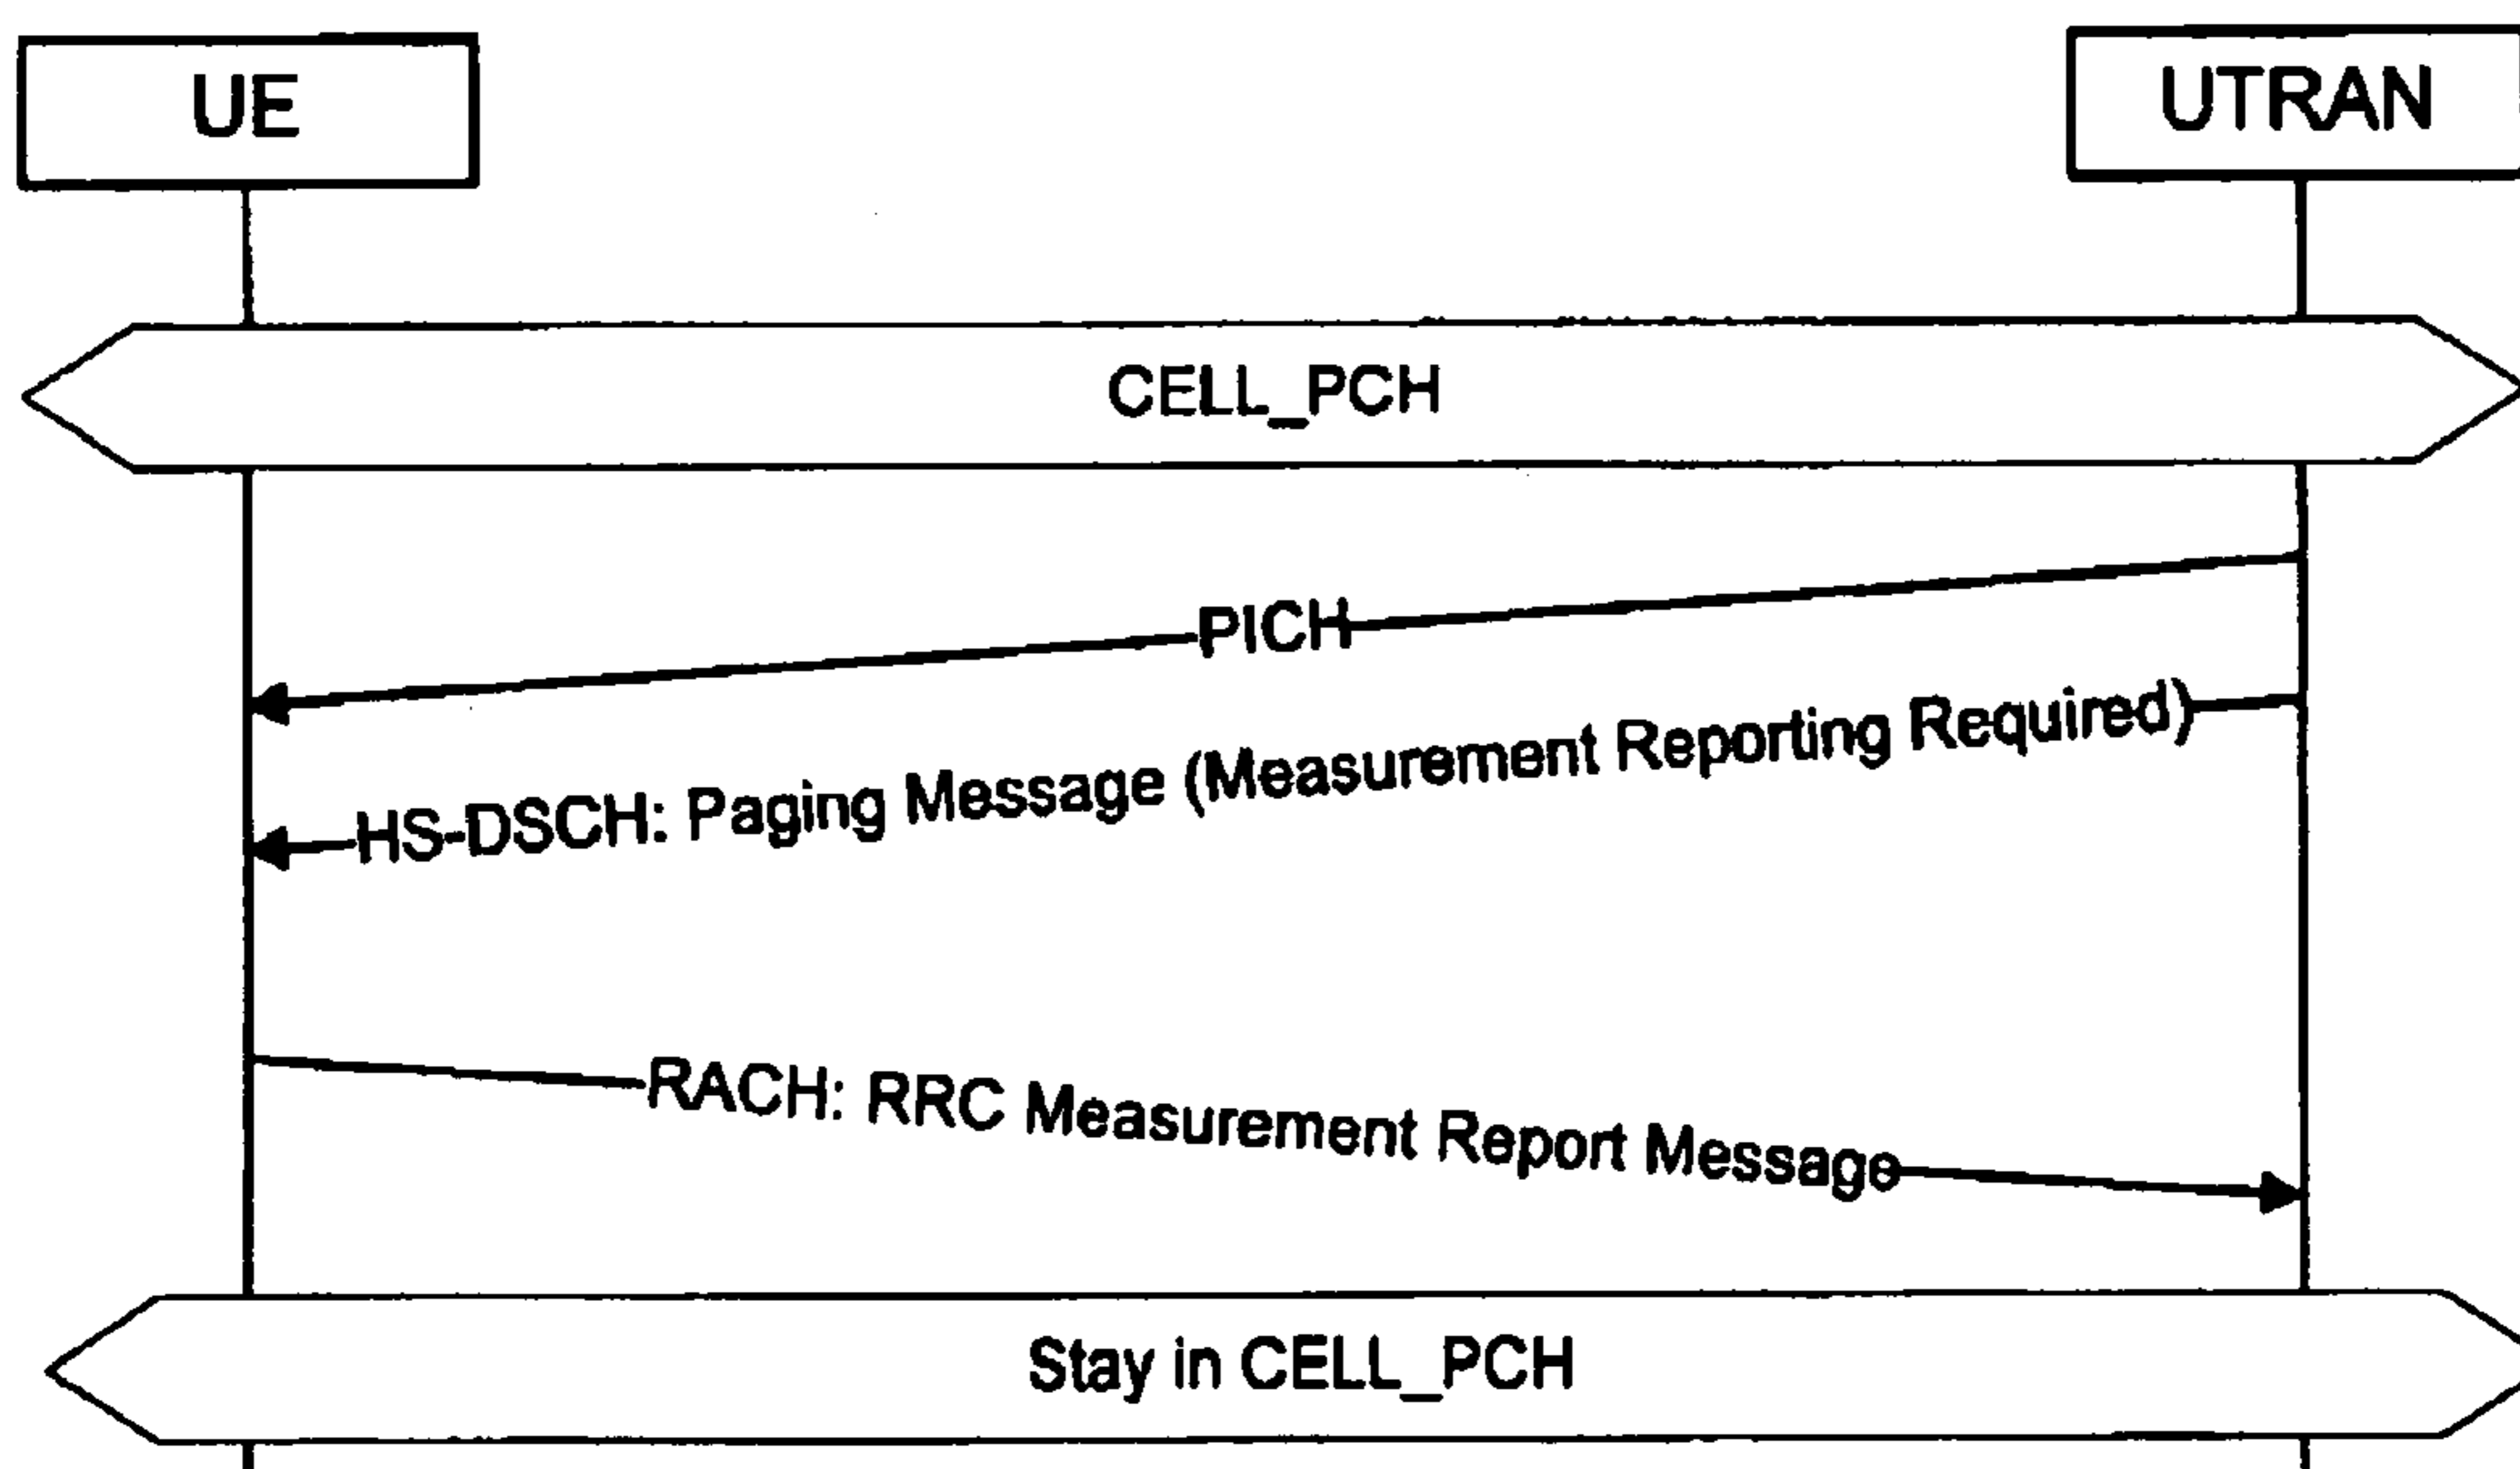 UE
UTRAN
CELL_PCH
PICH
HS-DSCH: Paging Message (Measurement Reporting Required)
RACH: RRC Measurement Report Message
Stay in CELL_PCH